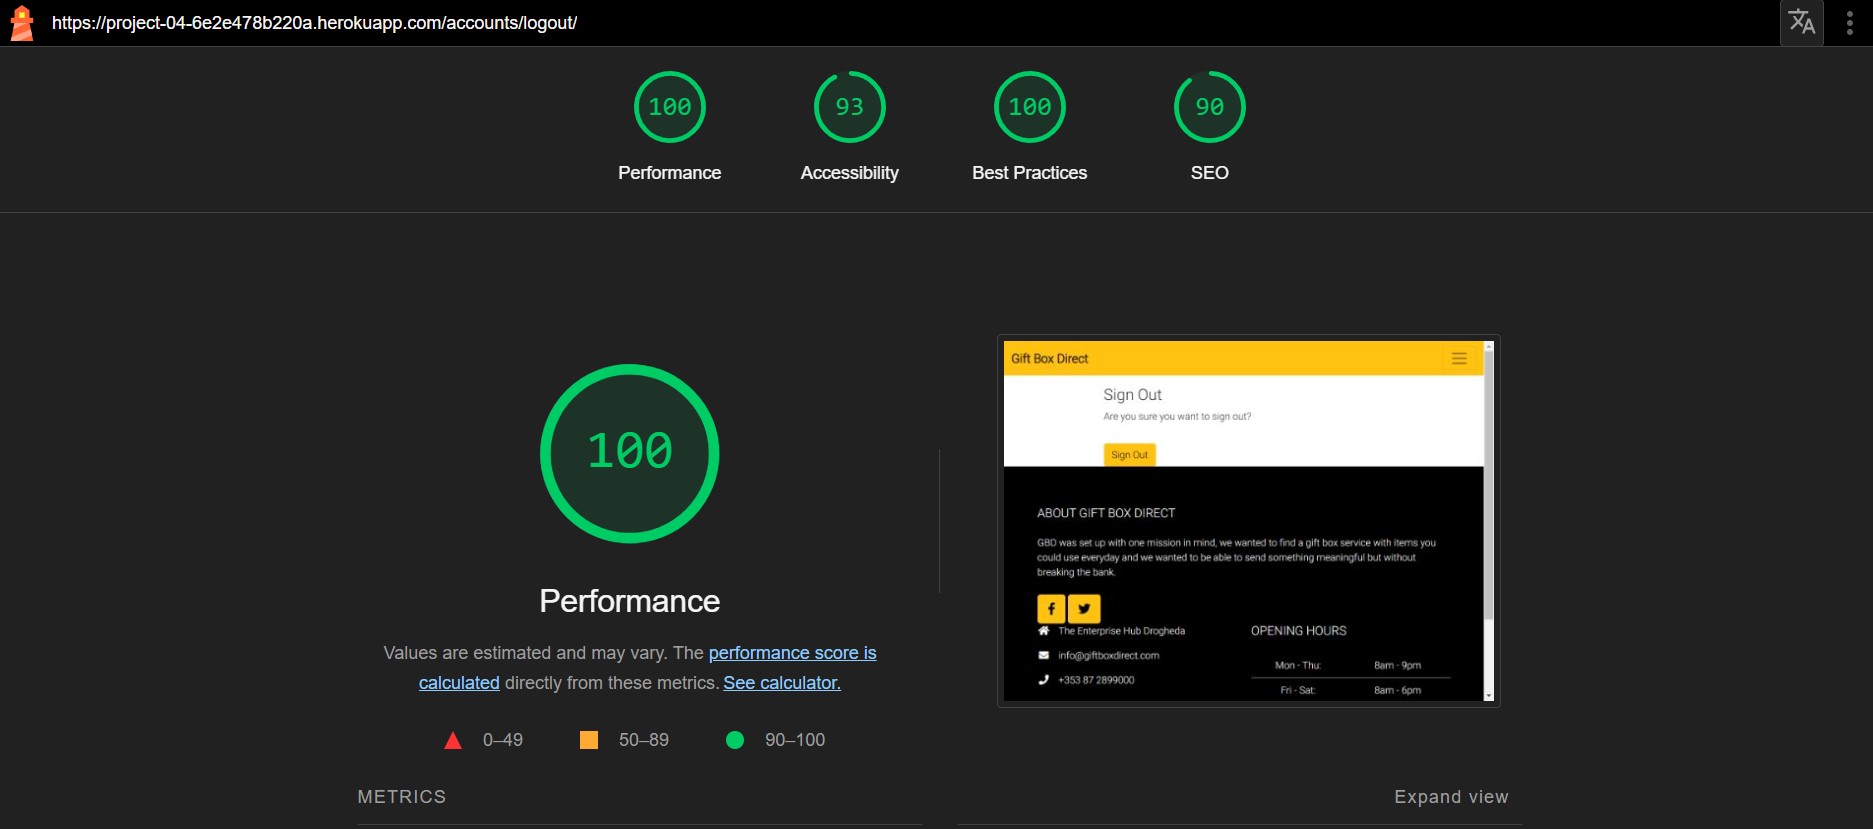 https://project-04-6e2e478b220a.herokuapp.com/accounts/logout/
100
93
100
90
Performance
Accessibility
Best Practices
SEO
100
Performance
Values are estimated and may vary. The performance score is
calculated directly from these metrics. See calculator.
0–49
50–89
90–100
Gift Box Direct
Sign Out
Are you sure you want to sign out?
Sign Out
ABOUT GIFT BOX DIRECT
GBD was set up with one mission in mind, we wanted to find a gift box service with items you
could use everyday and we wanted to be able to send something meaningful but without
breaking the bank.
The Enterprise Hub Drogheda
info@giftboxdirect.com
+353 87 2899000
OPENING HOURS
Mon - Thu: 8am - 9pm
Fri - Sat: 8am - 6pm
METRICS
Expand view